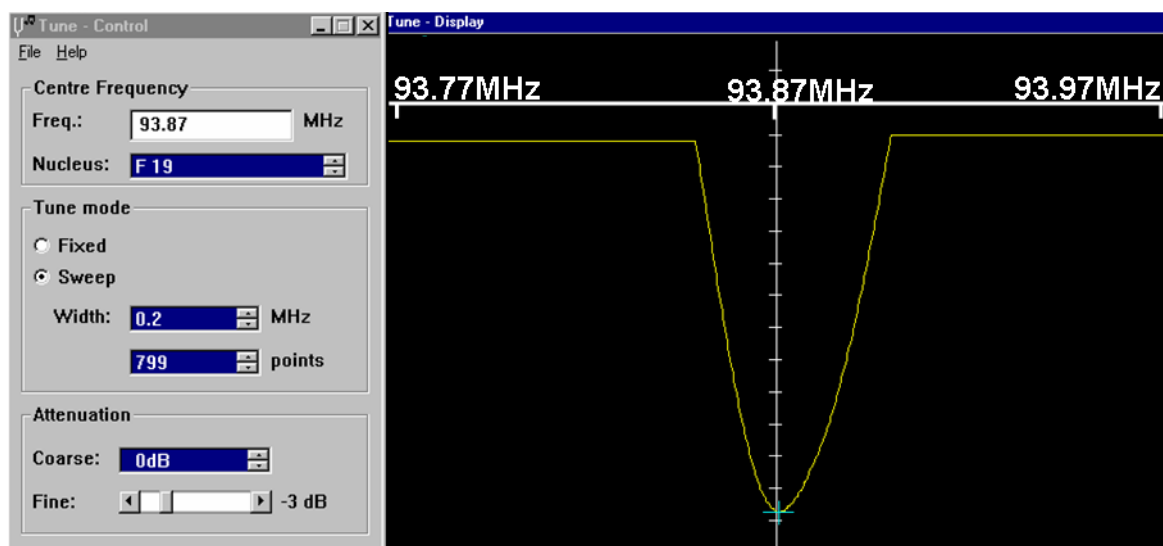 Tune - Control
File Help
Centre Frequency
Freq.: 93.87 MHz
Nucleus: F 19
Tune mode
Fixed
Sweep
Width: 0.2 MHz
799 points
Attenuation
Coarse: 0dB
Fine: -3 dB
Tune - Display
93.77MHz 93.87MHz 93.97MHz